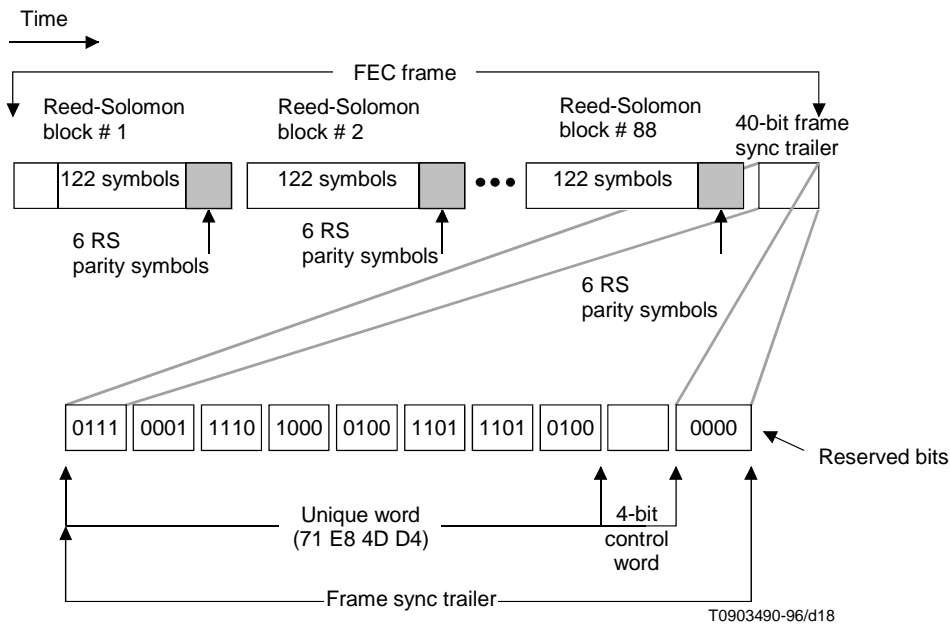 Time
FEC frame
Reed-Solomon
block # 1
Reed-Solomon
block # 2
Reed-Solomon
block # 88
40-bit frame
sync trailer
122 symbols
122 symbols
122 symbols
6 RS
parity symbols
6 RS
parity symbols
6 RS
parity symbols
0111 0001 1110 1000 0100 1101 1101 0100 0000
Reserved bits
Unique word
(71 E8 4D D4)
4-bit
control
word
Frame sync trailer
T0903490-96/d18